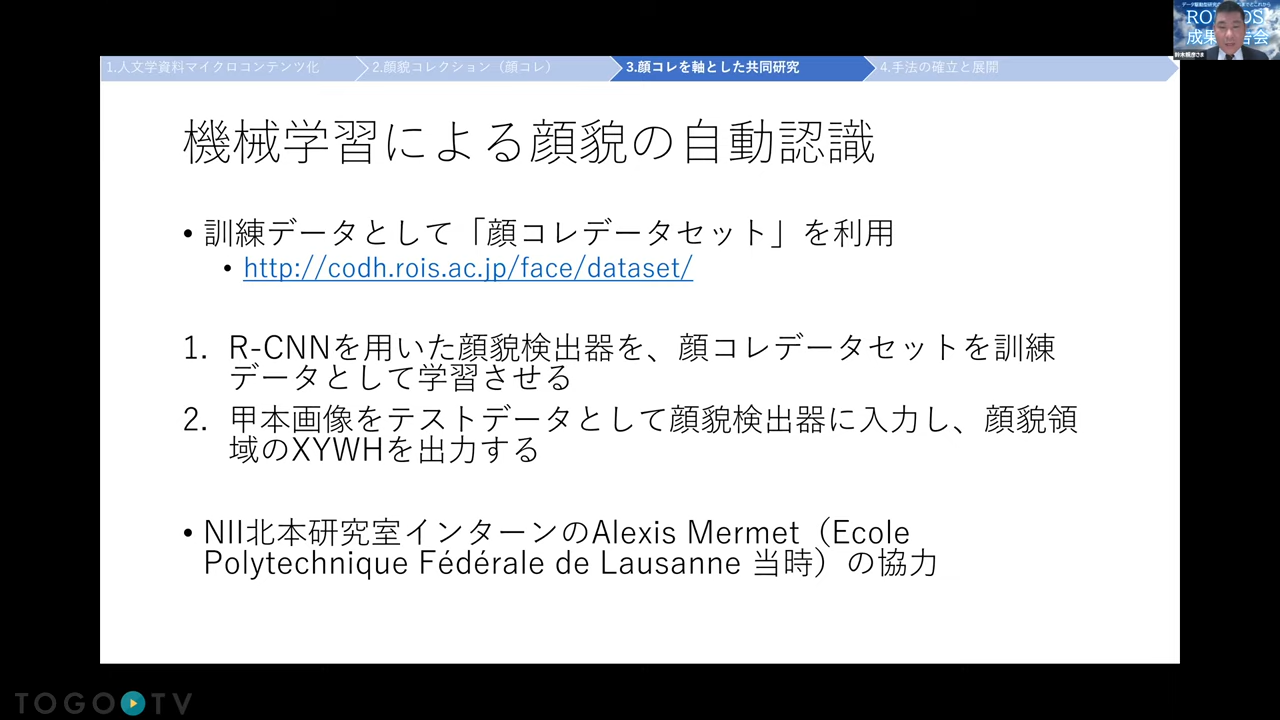 1.人文学資料マイクロコンテンツ化
2.顔貌コレクション（顔コレ）
3.顔コレを軸とした共同研究
4.手法の確立と展開
機械学習による顔貌の自動認識
• 訓練データとして「顔コレデータセット」を利用
• http://codh.rois.ac.jp/face/dataset/
1. R-CNNを用いた顔貌検出器を、顔コレデータセットを訓練
データとして学習させる
2. 甲本画像をテストデータとして顔貌検出器に入力し、顔貌領
域のXYWHを出力する
• NII北本研究室インターンのAlexis Mermet（Ecole
Polytechnique Fédérale de Lausanne 当時）の協力
TOGO TV